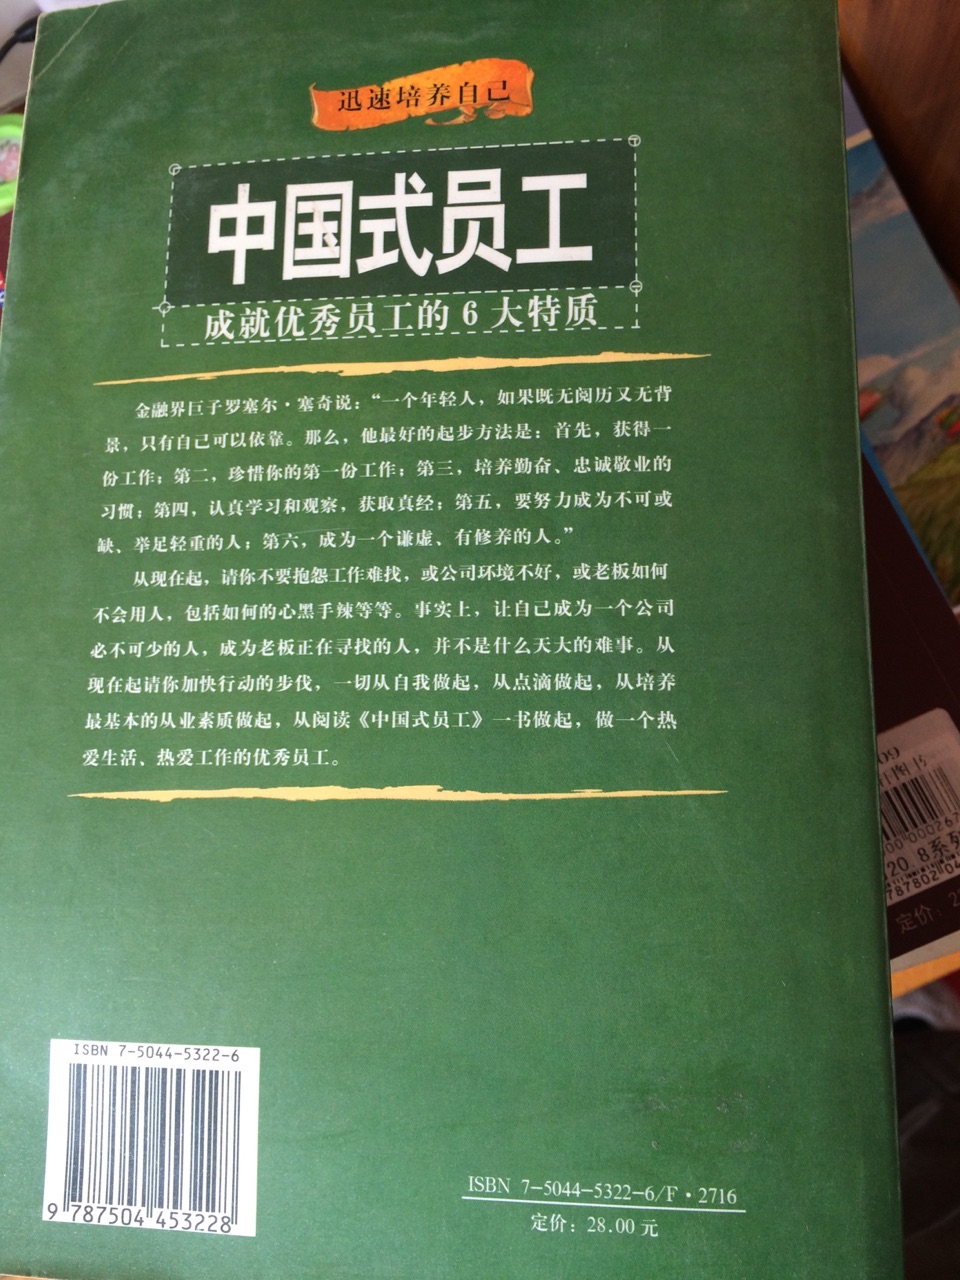 迅速培养自己
中国式员工
成就优秀员工的6大特质
金融界巨子罗塞尔·塞奇说：“一个年轻人，如果既无阅历又无背
景，只有自己可以依靠。那么，他最好的起步方法是：首先，获得一
份工作；第二，珍惜你的第一份工作；第三，培养勤奋、忠诚敬业的
习惯；第四，认真学习和观察，获取真经；第五，要努力成为不可或
缺、举足轻重的人；第六，成为一个谦虚、有修养的人。”
从现在起，请你不要抱怨工作难找，或公司环境不好，或老板如何
不会用人，包括如何的心黑手辣等等。事实上，让自己成为一个公司
必不可少的人，成为老板正在寻找的人，并不是什么天大的难事。从
现在起请你加快行动的步伐，一切从自我做起，从点滴做起，从培养
最基本的从业素质做起，从阅读《中国式员工》一书做起，做一个热
爱生活、热爱工作的优秀员工。
ISBN 7-5044-5322-6
9 787504 453228
ISBN 7-5044-5322-6/F·2716
定价：28.00元
09
图书
8系列
定价：2